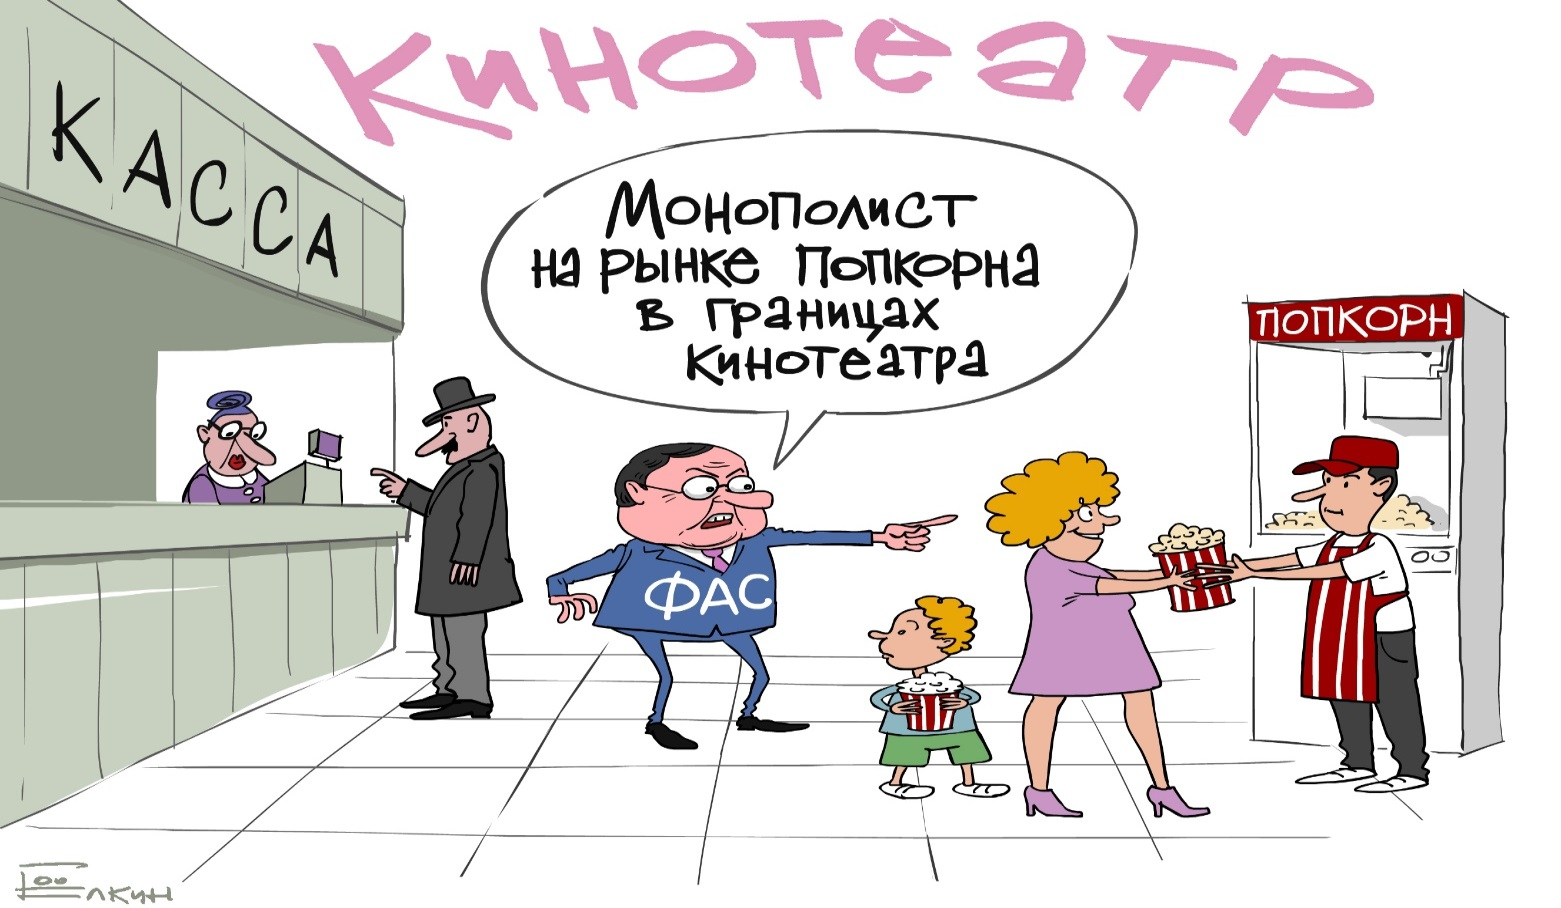 Кинотеатр
КАССА
Монополист
на рынке попкорна
в границах
кинотеатра
ПОПКОРН
ФАС
Ёлкин